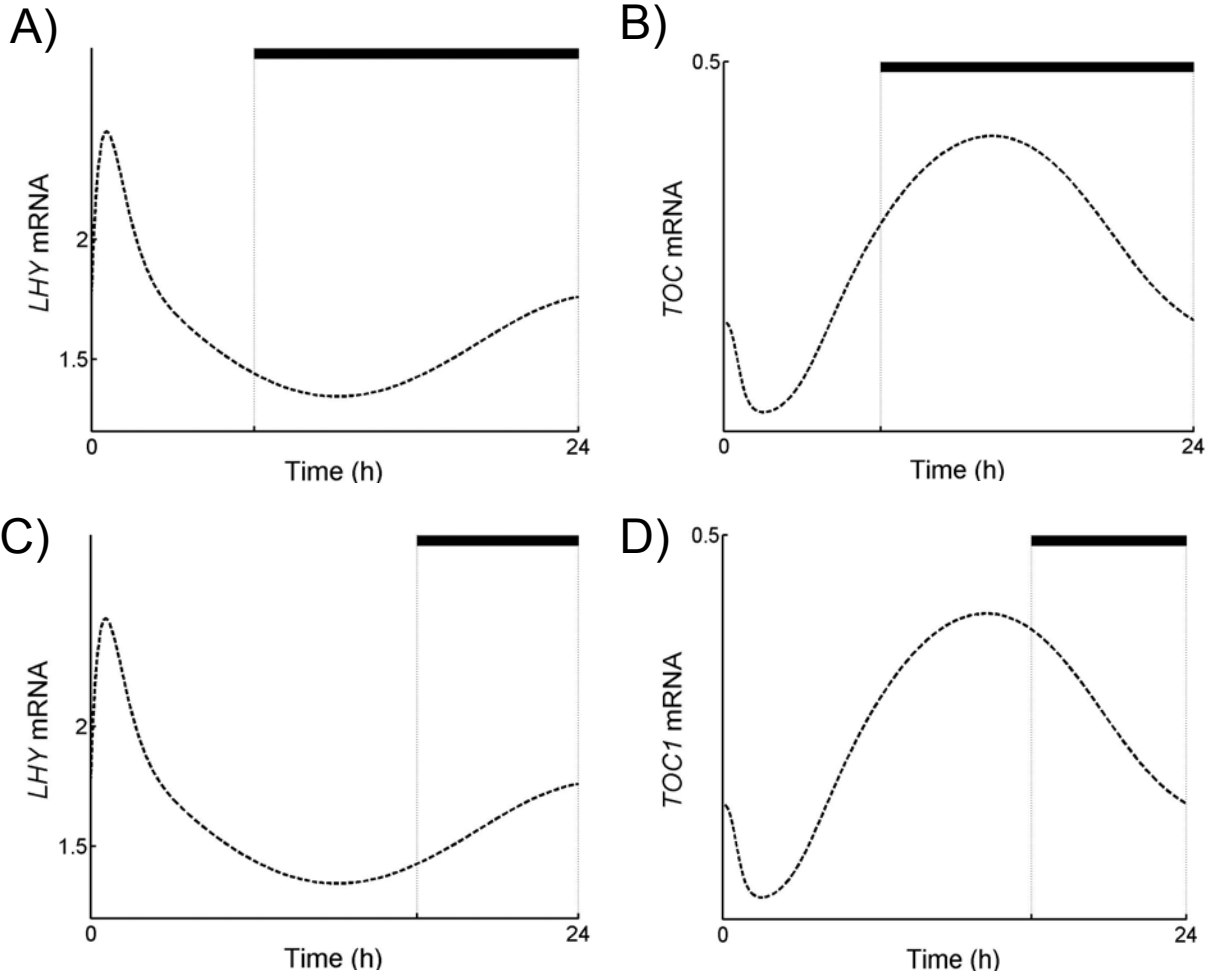 A)
LHY mRNA
2
1.5
0
24
Time (h)
B)
0.5
TOC mRNA
0
24
Time (h)
C)
LHY mRNA
2
1.5
0
24
Time (h)
D)
0.5
TOC1 mRNA
0
24
Time (h)